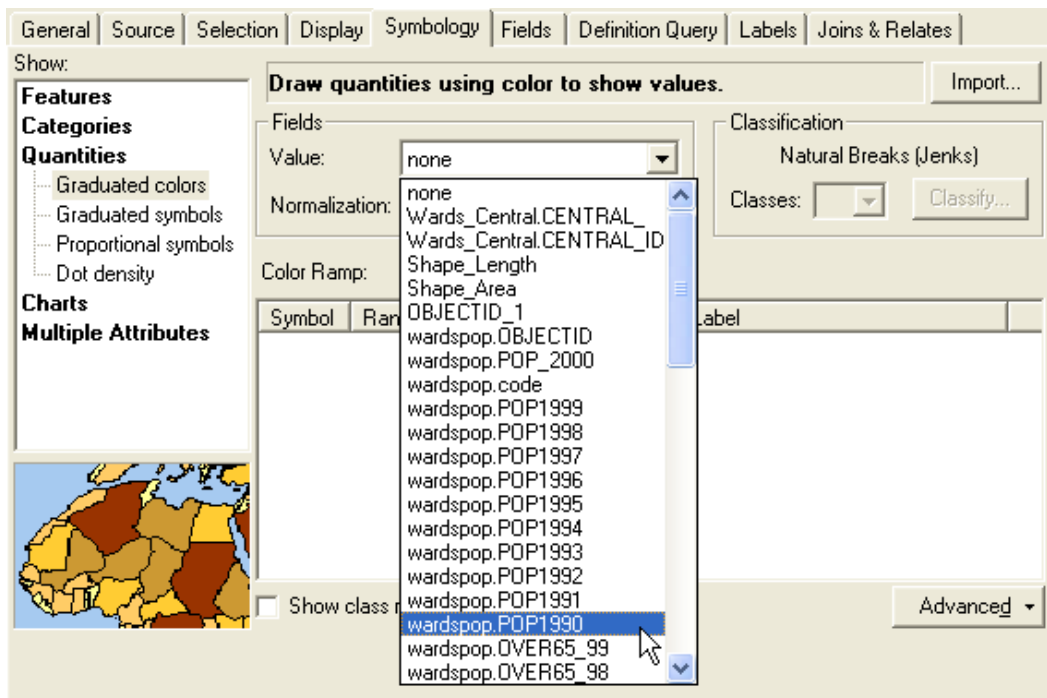 General Source Selection Display Symbology Fields Definition Query Labels Joins & Relates
Show:
Features
Categories
Quantities
Graduated colors
Graduated symbols
Proportional symbols
Dot density
Charts
Multiple Attributes
Draw quantities using color to show values.
Import...
Fields
Value: none
Normalization:
none
Wards_Central.CENTRAL_
Wards_Central.CENTRAL_ID
Shape_Length
Shape_Area
OBJECTID_1
wardspop.OBJECTID
wardspop.POP_2000
wardspop.code
wardspop.POP1999
wardspop.POP1998
wardspop.POP1997
wardspop.POP1996
wardspop.POP1995
wardspop.POP1994
wardspop.POP1993
wardspop.POP1992
wardspop.POP1991
wardspop.POP1990
wardspop.OVER65_99
wardspop.OVER65_98
Classification
Natural Breaks (Jenks)
Classes: Classify...
Color Ramp:
Symbol Ran abel
Show class r
Advanced